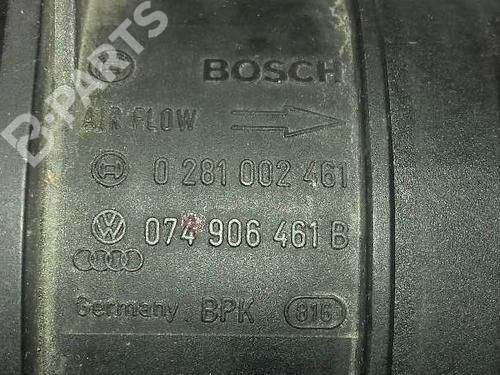 BOSCH
AIR FLOW
0 281 002 461
074 906 461 B
Germany BPK 816
B-PARTS